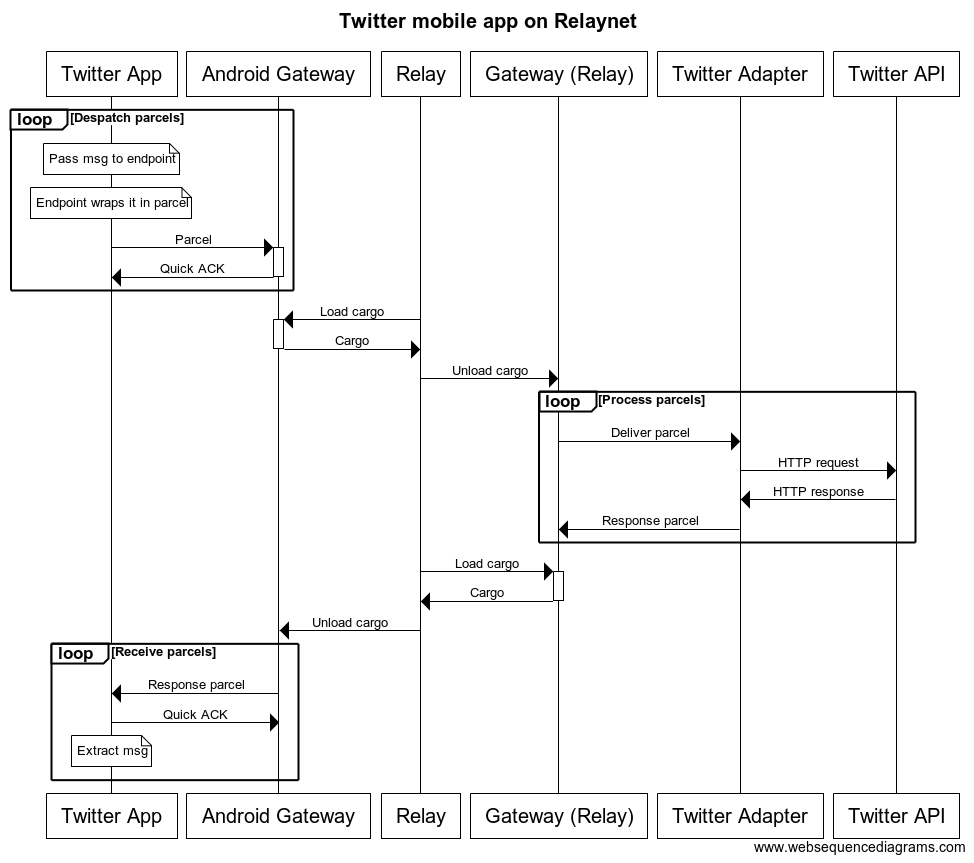 Twitter mobile app on Relaynet
Twitter App Android Gateway Relay Gateway (Relay) Twitter Adapter Twitter API
loop [Despatch parcels]
Pass msg to endpoint
Endpoint wraps it in parcel
Parcel
Quick ACK
Load cargo
Cargo
Unload cargo
loop [Process parcels]
Deliver parcel
HTTP request
HTTP response
Response parcel
Load cargo
Cargo
Unload cargo
loop [Receive parcels]
Response parcel
Quick ACK
Extract msg
Twitter App Android Gateway Relay Gateway (Relay) Twitter Adapter Twitter API
www.websequencediagrams.com